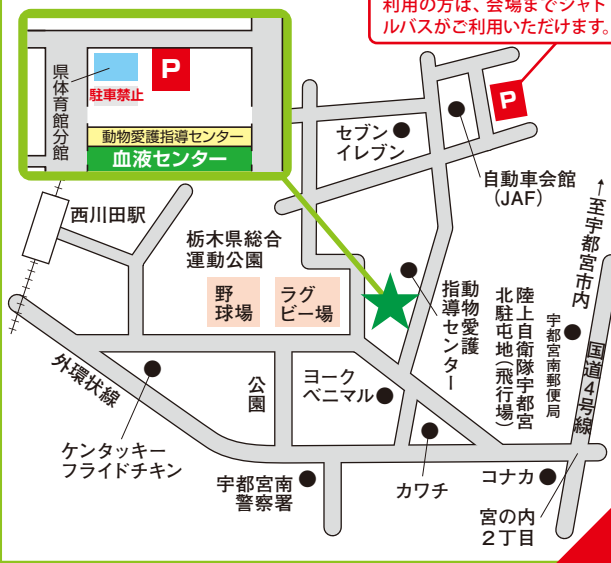 利用の方は、会場までシャト
ルバスがご利用いただけます。
県体育館分館
P
駐車禁止
動物愛護指導センター
血液センター
P
セブン
イレブン
自動車会館
(JAF)
西川田駅
栃木県総合
運動公園
野
球場
ラグ
ビー場
動物愛護
指導センター
陸上自衛隊宇都宮
北駐屯地(飛行場)
宇都宮南郵便局
←至宇都宮市内
国道4号線
外環状線
公園
ヨーク
ベニマル
ケンタッキー
フライドチキン
宇都宮南
警察署
カワチ
コナカ
宮の内
2丁目